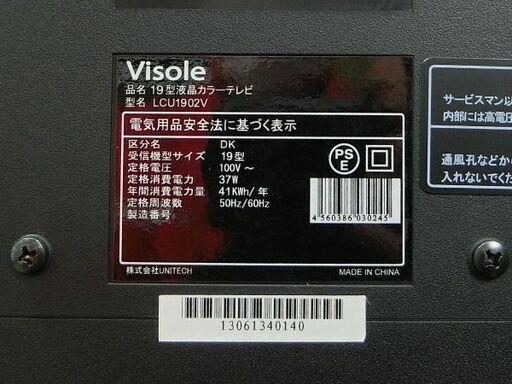 Visole
品名 19型液晶カラーテレビ
型名 LCU1902V
電気用品安全法に基づく表示
区分名 DK
受信機型サイズ 19型
定格電圧 100V～
定格消費電力 37W
年間消費電力量 41KWh/年
定格周波数 50Hz/60Hz
製造番号
PS
E
4 560386 030245
株式会社UNITECH
MADE IN CHINA
13061340140
サービスマン以
内部には高電圧
通風孔などから
入れないでくだ